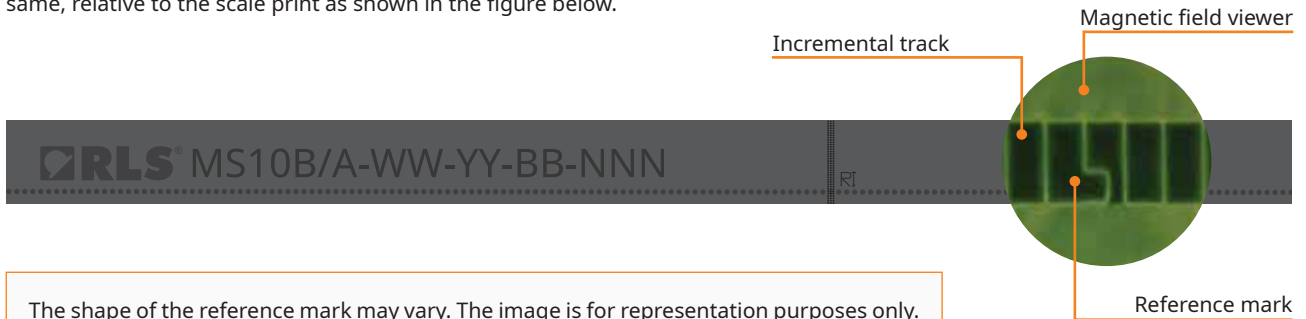 same, relative to the scale print as shown in the figure below.
Magnetic field viewer
Incremental track
RLS® MS10B/A-WW-YY-BB-NNN
RI
The shape of the reference mark may vary. The image is for representation purposes only.
Reference mark